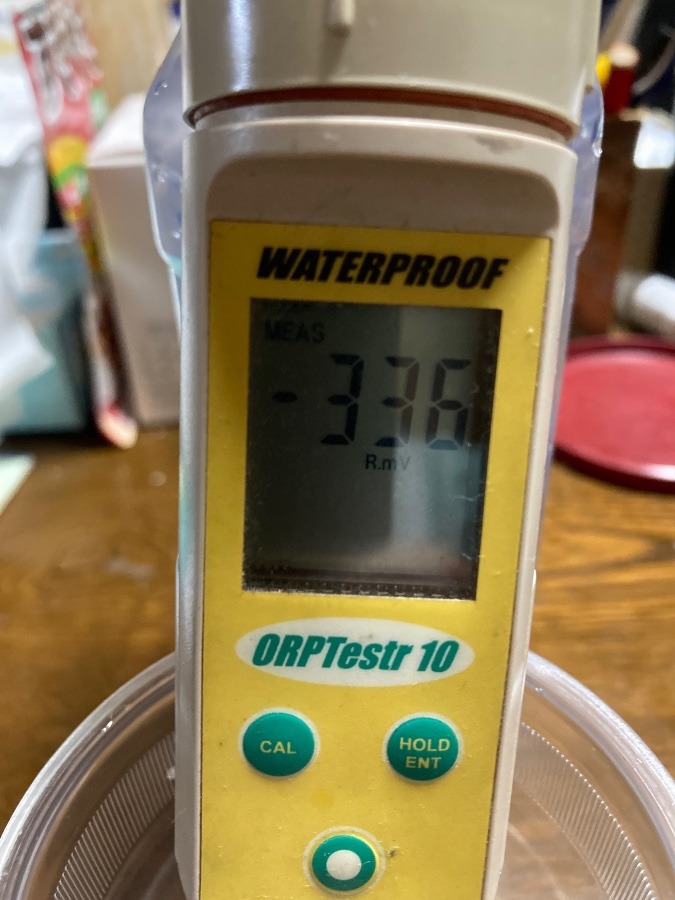 WATERPROOF
MEAS
-336
R.mV
ORPTestr 10
CAL
HOLD
ENT